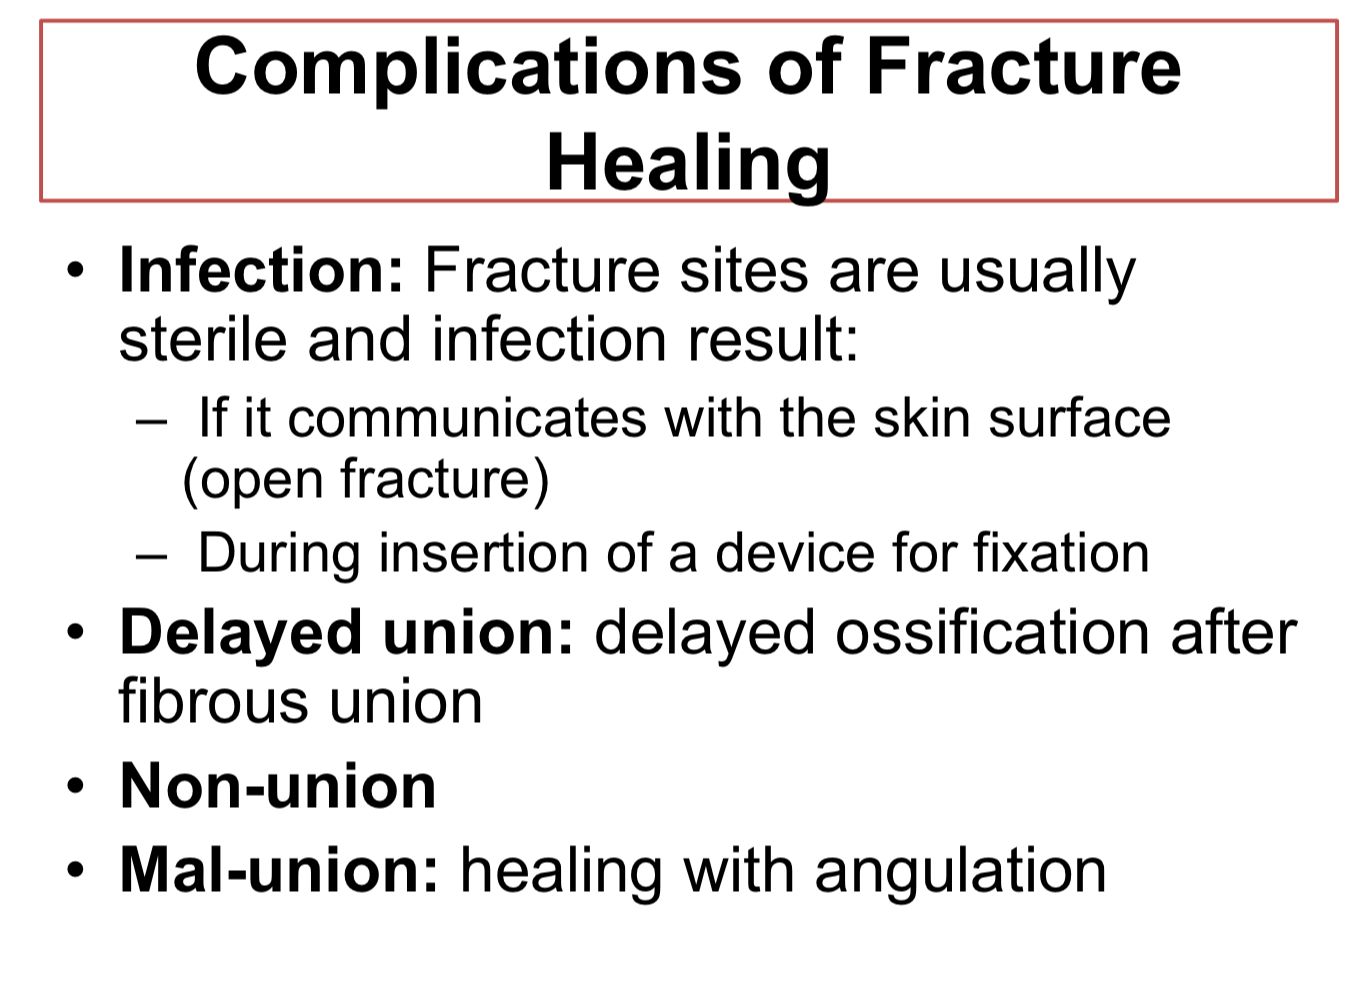 Complications of Fracture
Healing
• Infection: Fracture sites are usually
sterile and infection result:
– If it communicates with the skin surface
(open fracture)
– During insertion of a device for fixation
• Delayed union: delayed ossification after
fibrous union
• Non-union
• Mal-union: healing with angulation